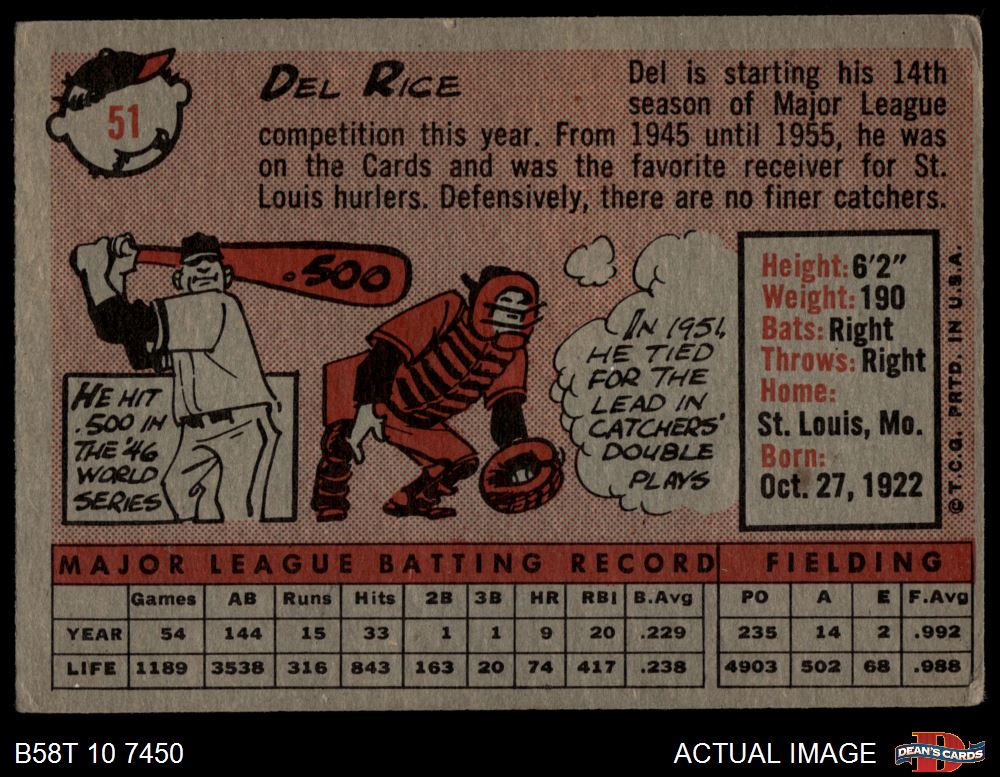 51
DEL RICE
Del is starting his 14th
season of Major League
competition this year. From 1945 until 1955, he was
on the Cards and was the favorite receiver for St.
Louis hurlers. Defensively, there are no finer catchers.
.500
HE HIT
.500 IN
THE '46
WORLD
SERIES
IN 1951,
HE TIED
FOR THE
LEAD IN
CATCHERS'
DOUBLE
PLAYS
Height: 6'2"
Weight: 190
Bats: Right
Throws: Right
Home:
St. Louis, Mo.
Born:
Oct. 27, 1922
© T.C.G. PRTD. IN U.S.A.
MAJOR LEAGUE BATTING RECORD FIELDING
Games AB Runs Hits 2B 3B HR RBI B.Avg PO A E F.Avg
YEAR 54 144 15 33 1 1 9 20 .229 235 14 2 .992
LIFE 1189 3538 316 843 163 20 74 417 .238 4903 502 68 .988
B58T 10 7450
ACTUAL IMAGE
D
DEAN'S CARDS